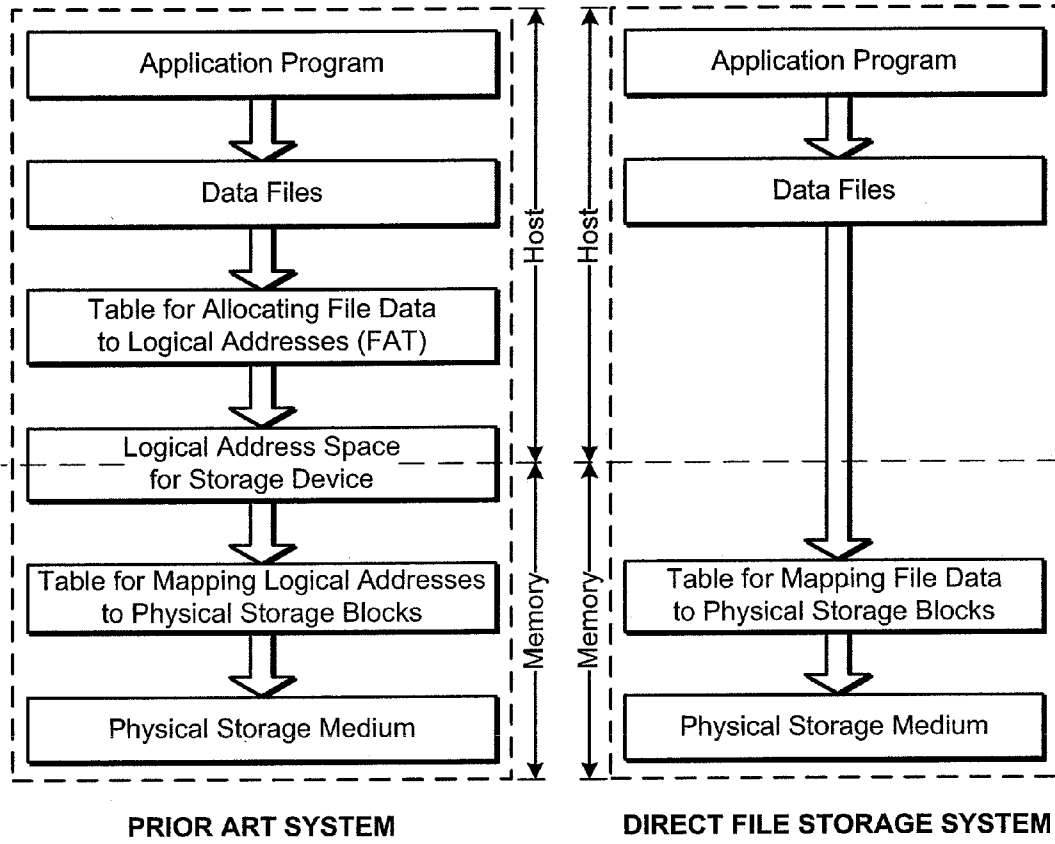 Application Program
Data Files
Table for Allocating File Data
to Logical Addresses (FAT)
Logical Address Space
for Storage Device
Table for Mapping Logical Addresses
to Physical Storage Blocks
Physical Storage Medium
Host
Memory
PRIOR ART SYSTEM
Host
Memory
Application Program
Data Files
Table for Mapping File Data
to Physical Storage Blocks
Physical Storage Medium
DIRECT FILE STORAGE SYSTEM